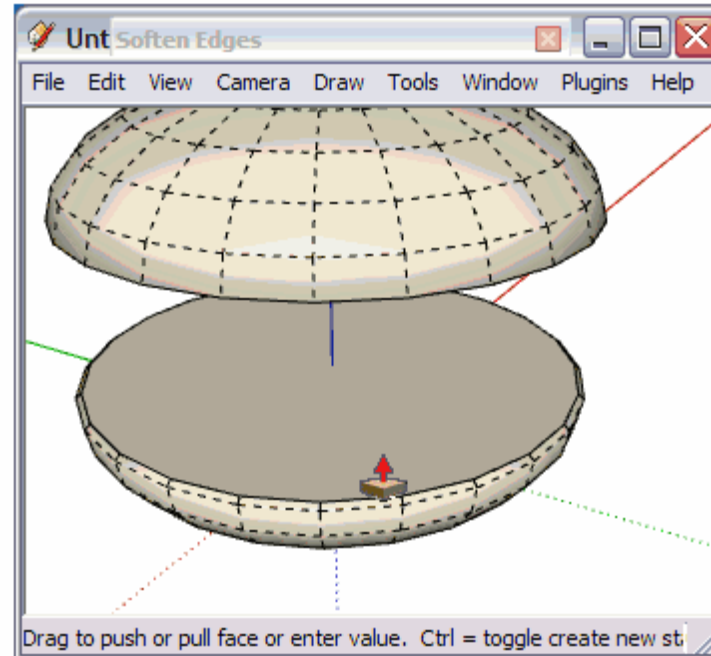 Unt Soften Edges
File Edit View Camera Draw Tools Window Plugins Help
Drag to push or pull face or enter value. Ctrl = toggle create new sta